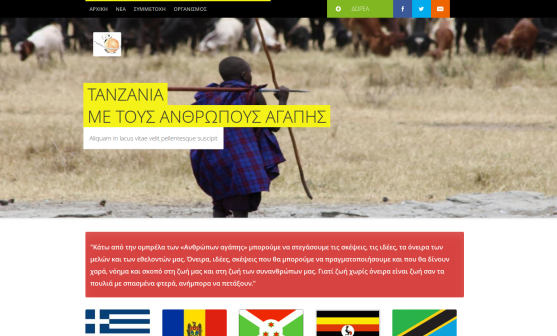 ΑΡΧΙΚΗ ΝΕΑ ΣΥΜΜΕΤΟΧΗ ΟΡΓΑΝΙΣΜΟΣ ΔΩΡΕΑ
ΤΑΝΖΑΝΙΑ
ΜΕ ΤΟΥΣ ΑΝΘΡΩΠΟΥΣ ΑΓΑΠΗΣ
Aliquam in lacus vitae velit pellentesque suscipit
"Κάτω από την ομπρέλα των «Ανθρώπων αγάπης» μπορούμε να στεγάσουμε τις σκέψεις, τις ιδέες, τα όνειρα των
μελών και των εθελοντών μας. Όνειρα, ιδέες, σκέψεις που θα μπορούμε να πραγματοποιήσουμε και που θα δίνουν
χαρά, νόημα και σκοπό στη ζωή μας και στη ζωή των συνανθρώπων μας. Γιατί ζωή χωρίς όνειρα είναι ζωή σαν τα
πουλιά με σπασμένα φτερά, ανήμπορο να πετάξουν."